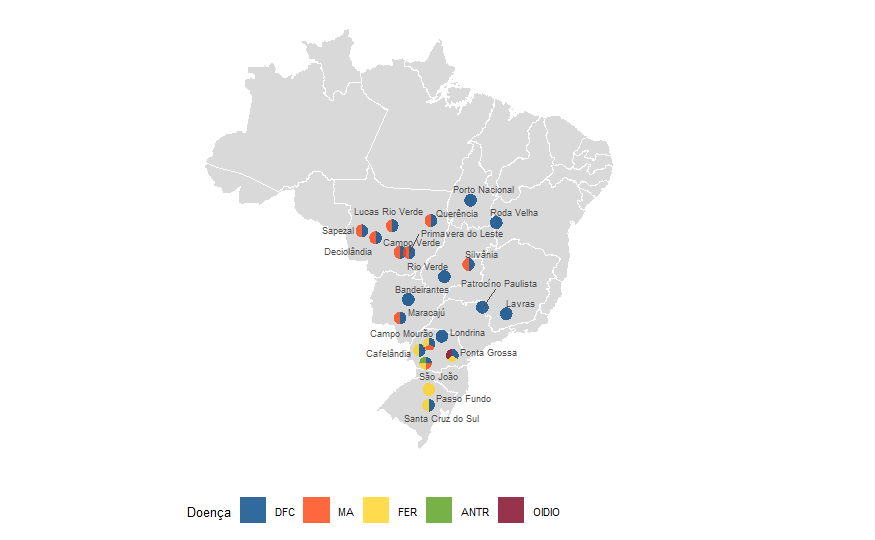 Porto Nacional
Lucas Rio Verde
Querência
Roda Velha
Sapezal
Primavera do Leste
Campo Verde
Deciolândia
Silvânia
Rio Verde
Patrocíno Paulista
Bandeirantes
Lavras
Maracajú
Campo Mourão
Londrina
Cafelândia
Ponta Grossa
São João
Passo Fundo
Santa Cruz do Sul
Doença DFC MA FER ANTR OIDIO